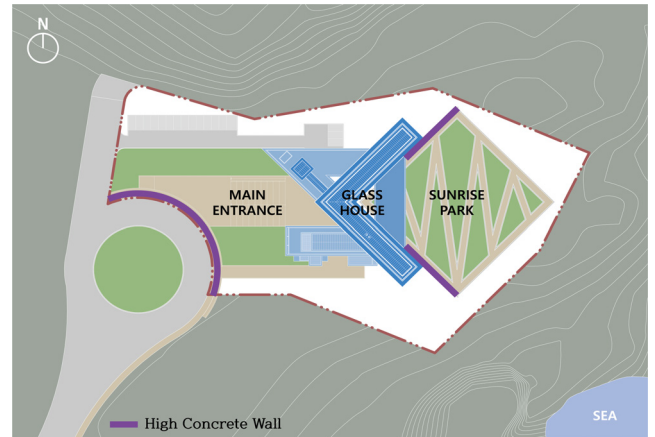 N
MAIN
ENTRANCE
GLASS
HOUSE
SUNRISE
PARK
SEA
High Concrete Wall